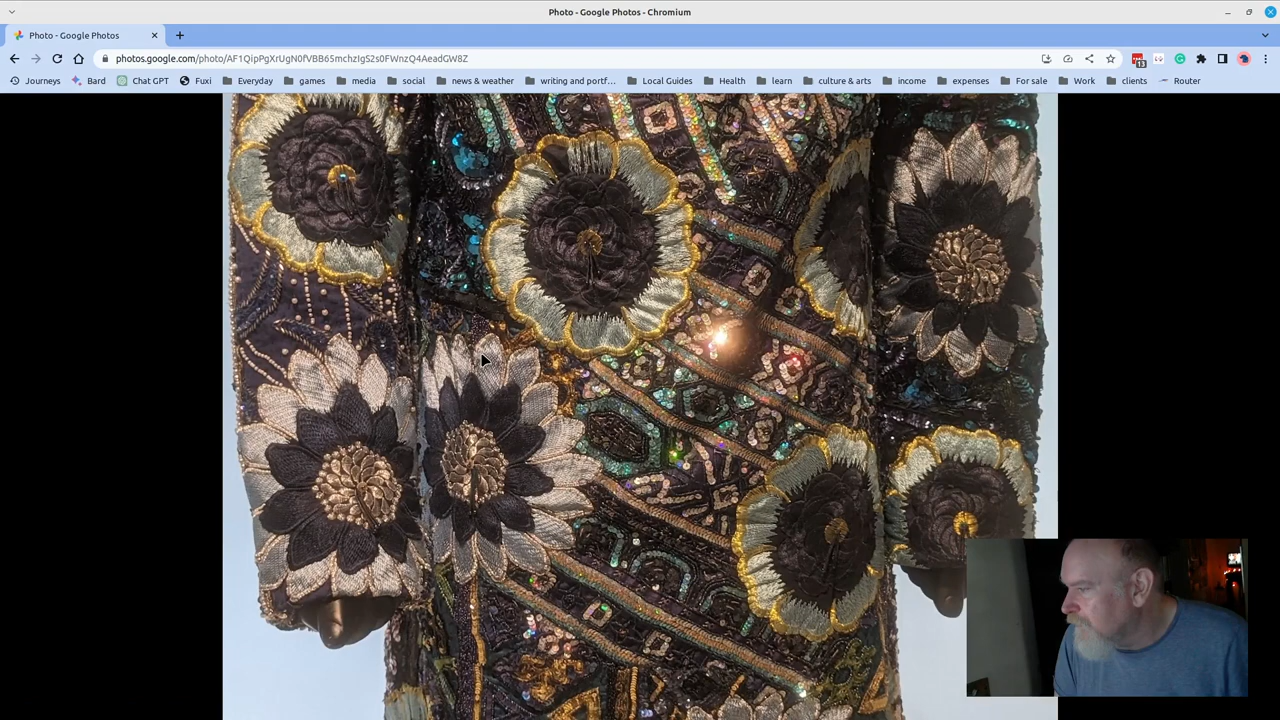 Photo - Google Photos - Chromium
Photo - Google Photos
photos.google.com/photo/AF1QipPgXrUgN0fVBB65mchzIgS2s0FWnzQ4AeadGW8Z
Journeys Bard Chat GPT Fuxi Everyday games media social news & weather writing and portf... Local Guides Health learn culture & arts income expenses For sale Work clients Router
13